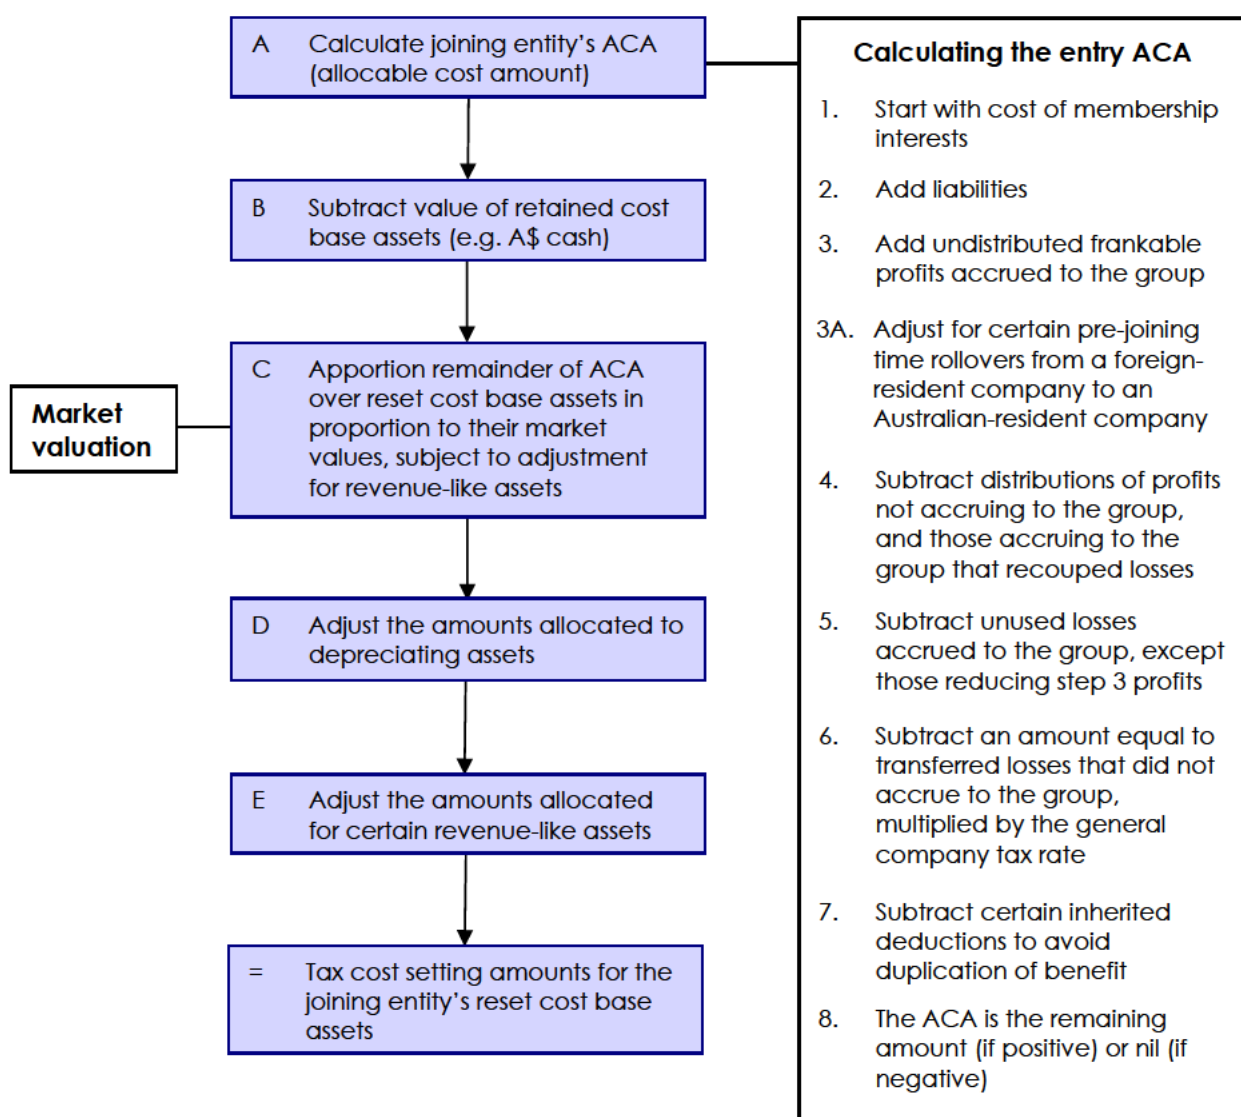 A Calculate joining entity's ACA
(allocable cost amount)
B Subtract value of retained cost
base assets (e.g. A$ cash)
Market
valuation
C Apportion remainder of ACA
over reset cost base assets in
proportion to their market
values, subject to adjustment
for revenue-like assets
D Adjust the amounts allocated to
depreciating assets
E Adjust the amounts allocated
for certain revenue-like assets
= Tax cost setting amounts for the
joining entity's reset cost base
assets
Calculating the entry ACA
1. Start with cost of membership
interests
2. Add liabilities
3. Add undistributed frankable
profits accrued to the group
3A. Adjust for certain pre-joining
time rollovers from a foreign-
resident company to an
Australian-resident company
4. Subtract distributions of profits
not accruing to the group,
and those accruing to the
group that recouped losses
5. Subtract unused losses
accrued to the group, except
those reducing step 3 profits
6. Subtract an amount equal to
transferred losses that did not
accrue to the group,
multiplied by the general
company tax rate
7. Subtract certain inherited
deductions to avoid
duplication of benefit
8. The ACA is the remaining
amount (if positive) or nil (if
negative)